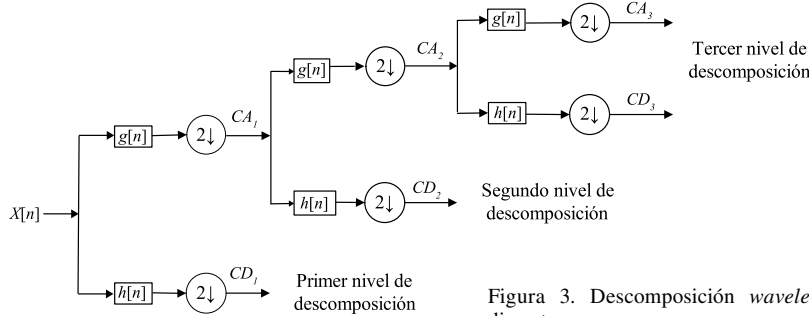 g[n] 2↓ CA₃
Tercer nivel de
descomposición
g[n] 2↓ CA₂
h[n] 2↓ CD₃
g[n] 2↓ CA₁
h[n] 2↓ CD₂
Segundo nivel de
descomposición
X[n]
h[n] 2↓ CD₁
Primer nivel de
descomposición
Figura 3. Descomposición wavele